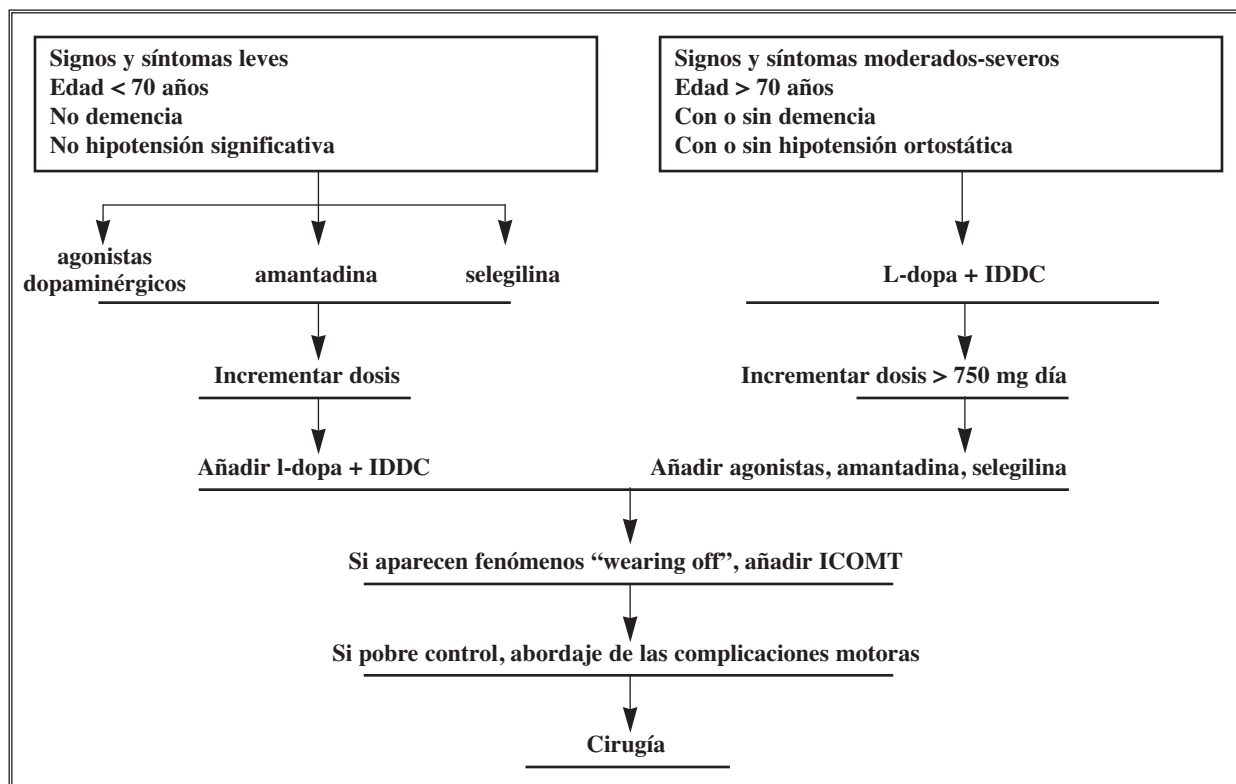 Signos y síntomas leves
Edad < 70 años
No demencia
No hipotensión significativa
Signos y síntomas moderados-severos
Edad > 70 años
Con o sin demencia
Con o sin hipotensión ortostática
agonistas
dopaminérgicos
amantadina
selegilina
L-dopa + IDDC
Incrementar dosis
Incrementar dosis > 750 mg día
Añadir l-dopa + IDDC
Añadir agonistas, amantadina, selegilina
Si aparecen fenómenos “wearing off”, añadir ICOMT
Si pobre control, abordaje de las complicaciones motoras
Cirugía